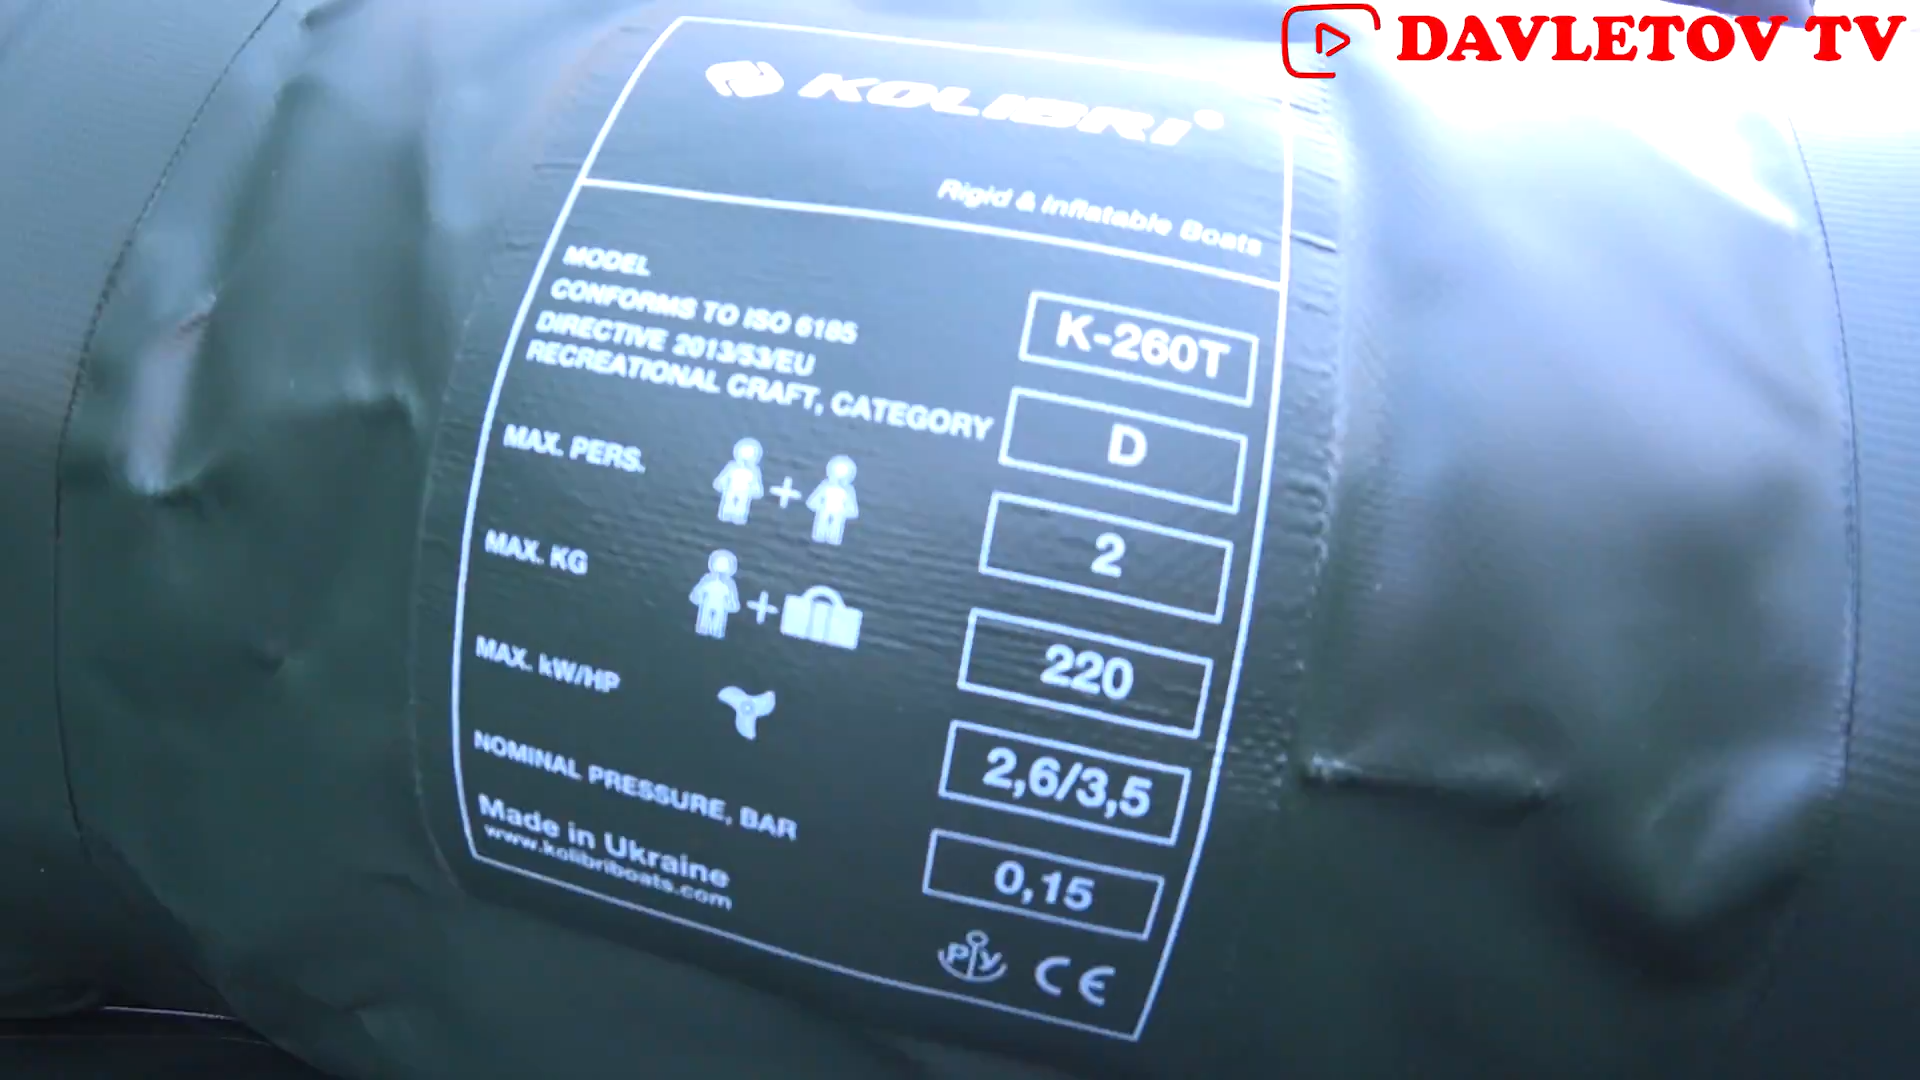 DAVLETOV TV
KOLIBRI®
Rigid & Inflatable Boats
MODEL
K-260T
CONFORMS TO ISO 6185
DIRECTIVE 2013/53/EU
RECREATIONAL CRAFT, CATEGORY
D
MAX. PERS.
+
2
MAX. KG
+
220
MAX. kW/HP
2,6/3,5
NOMINAL PRESSURE, BAR
0,15
Made in Ukraine
www.kolibriboats.com
РІУ CE